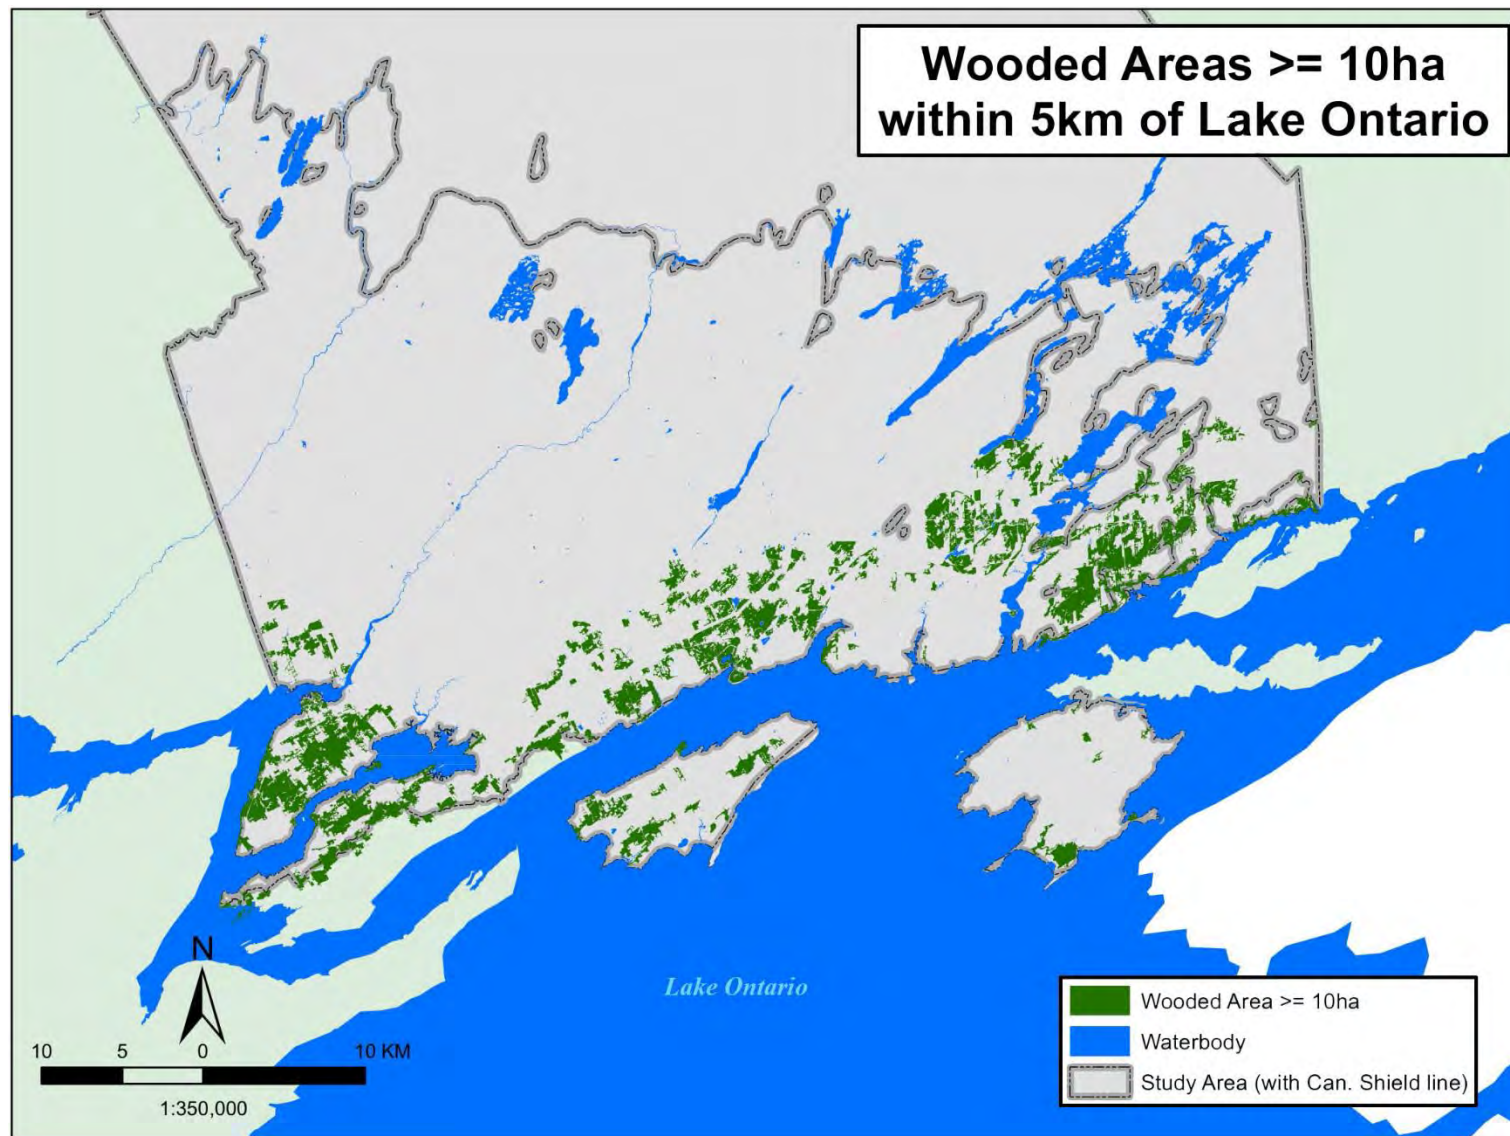 Wooded Areas >= 10ha
within 5km of Lake Ontario
Lake Ontario
N
10 5 0 10 KM
1:350,000
Wooded Area >= 10ha
Waterbody
Study Area (with Can. Shield line)